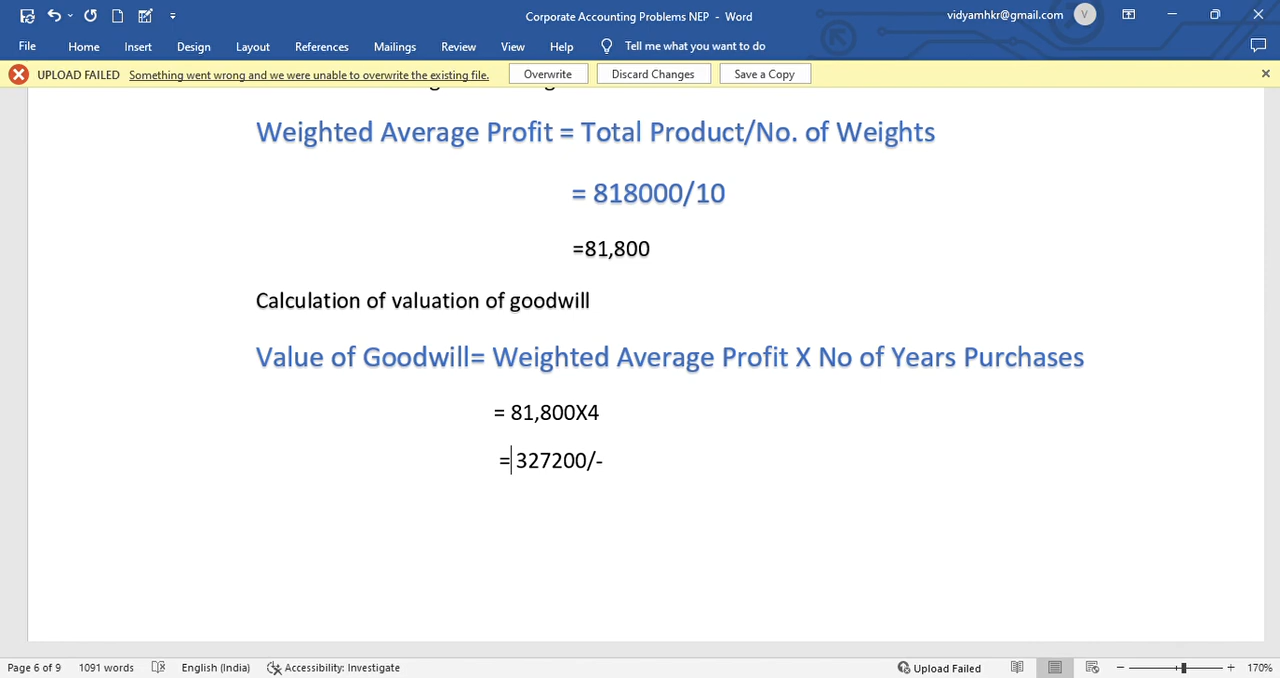 Corporate Accounting Problems NEP - Word
vidyamhkr@gmail.com
V
File Home Insert Design Layout References Mailings Review View Help Tell me what you want to do
UPLOAD FAILED Something went wrong and we were unable to overwrite the existing file. Overwrite Discard Changes Save a Copy
Weighted Average Profit = Total Product/No. of Weights
= 818000/10
=81,800
Calculation of valuation of goodwill
Value of Goodwill= Weighted Average Profit X No of Years Purchases
= 81,800X4
= 327200/-
Page 6 of 9 1091 words English (India) Accessibility: Investigate Upload Failed 170%